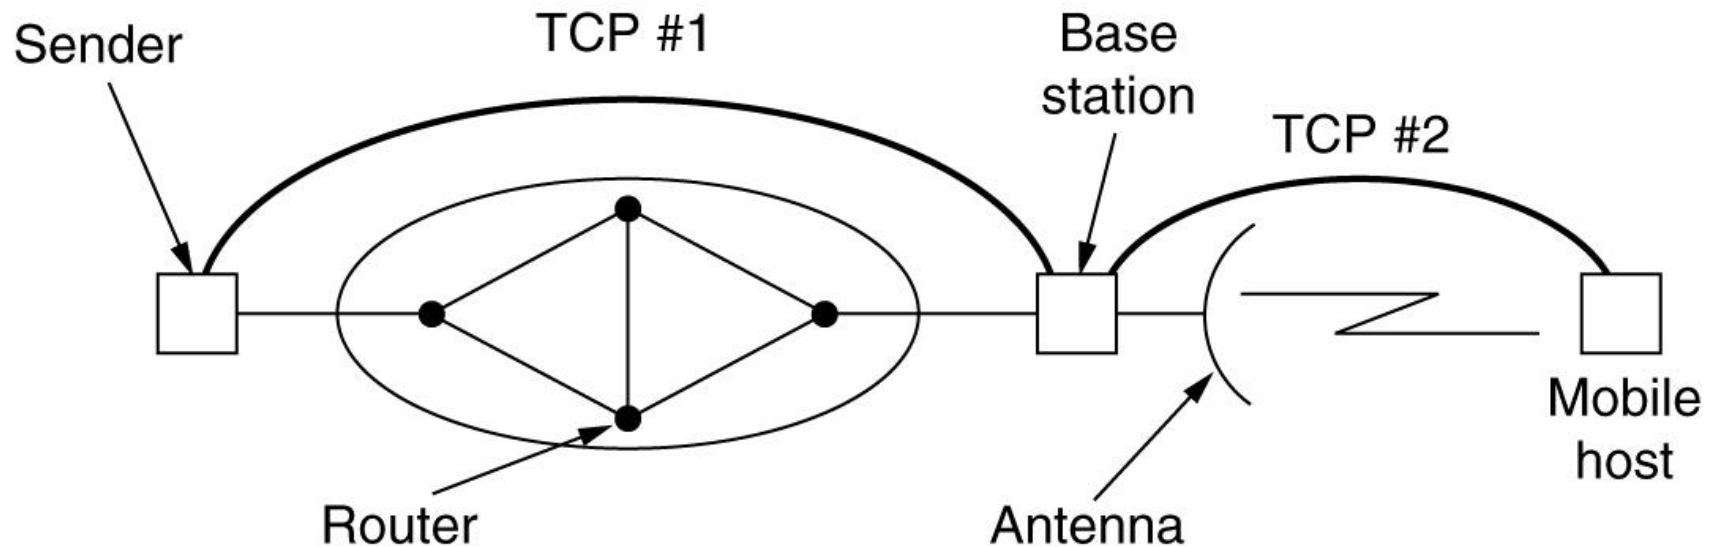 Sender
TCP #1
Base
station
TCP #2
Mobile
host
Router
Antenna